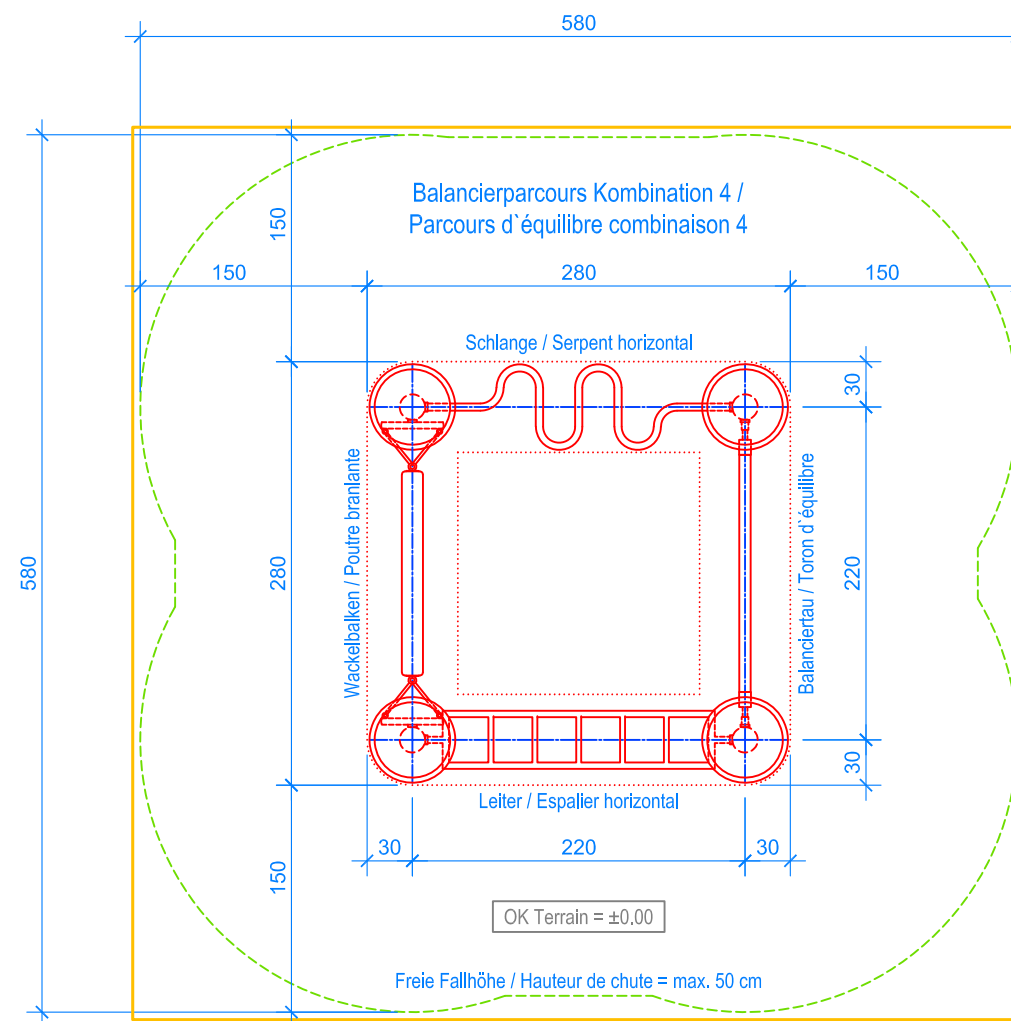 580
Balancierparcours Kombination 4 /
Parcours d`équilibre combinaison 4
150
150
280
150
Schlange / Serpent horizontal
30
Wackelbalken / Poutre branlante
Balanciertau / Toron d´équilibre
580
280
220
30
Leiter / Espalier horizontal
30
220
30
150
OK Terrain = ±0.00
Freie Fallhöhe / Hauteur de chute = max. 50 cm